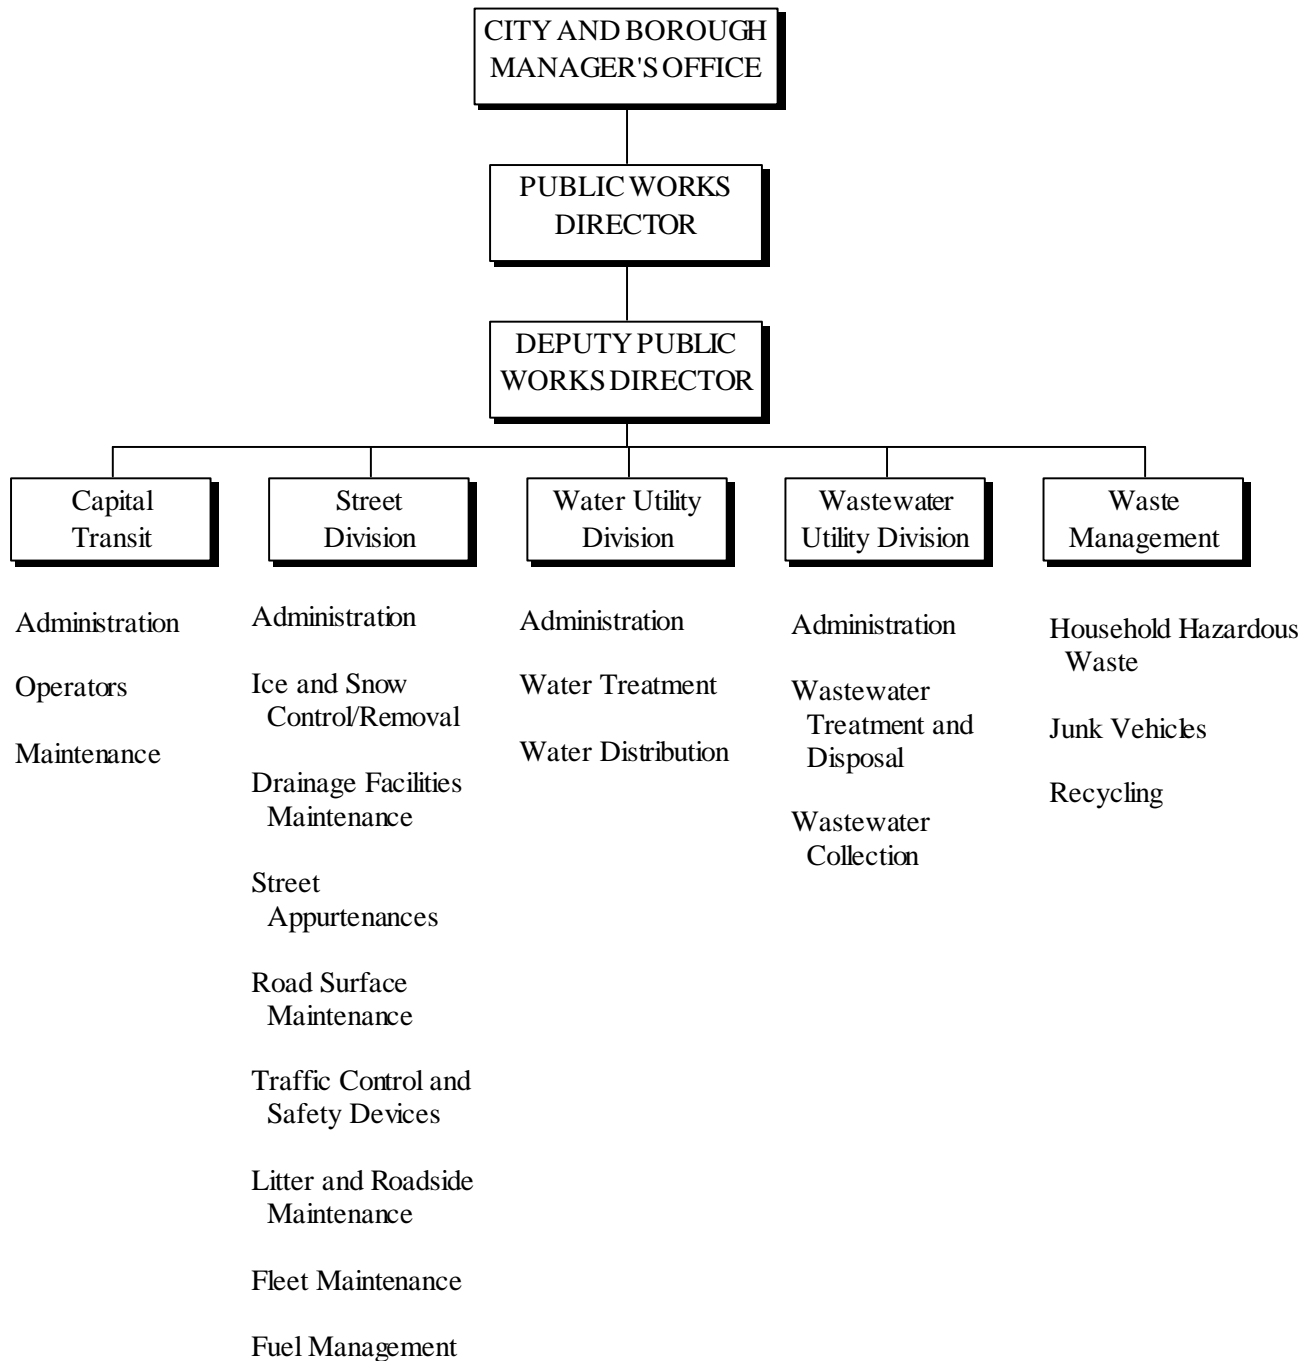 CITY AND BOROUGH
MANAGER'S OFFICE
PUBLIC WORKS
DIRECTOR
DEPUTY PUBLIC
WORKS DIRECTOR
Capital
Transit
Administration
Operators
Maintenance
Street
Division
Administration
Ice and Snow
Control/Removal
Drainage Facilities
Maintenance
Street
Appurtenances
Road Surface
Maintenance
Traffic Control and
Safety Devices
Litter and Roadside
Maintenance
Fleet Maintenance
Fuel Management
Water Utility
Division
Administration
Water Treatment
Water Distribution
Wastewater
Utility Division
Administration
Wastewater
Treatment and
Disposal
Wastewater
Collection
Waste
Management
Household Hazardous
Waste
Junk Vehicles
Recycling